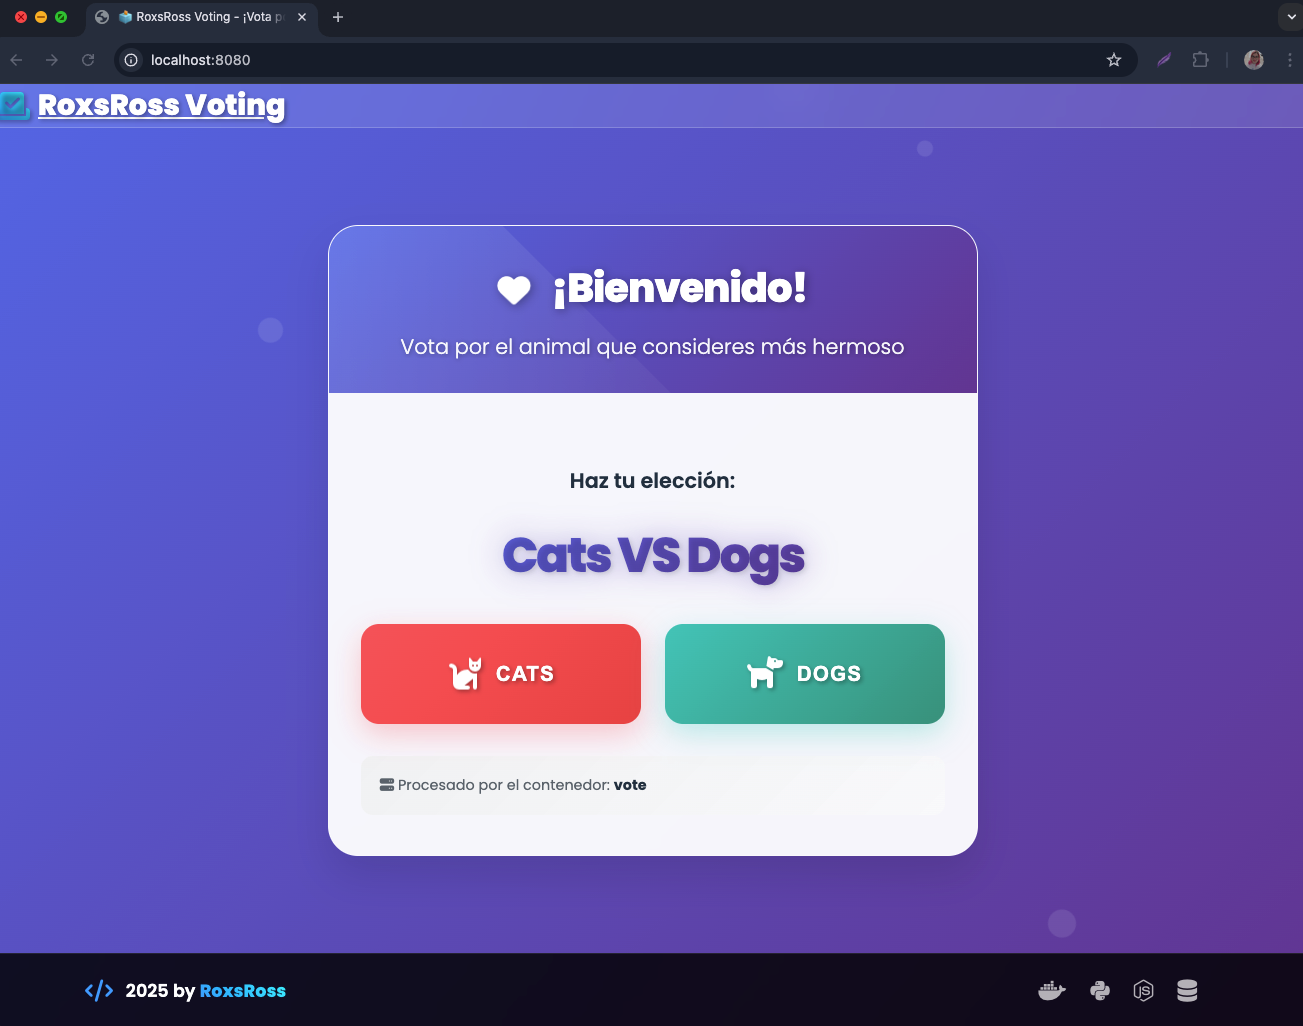 RoxsRoss Voting - ¡Vota p
localhost:8080
RoxsRoss Voting
¡Bienvenido!
Vota por el animal que consideres más hermoso
Haz tu elección:
Cats VS Dogs
CATS
DOGS
Procesado por el contenedor: vote
2025 by RoxsRoss
JS